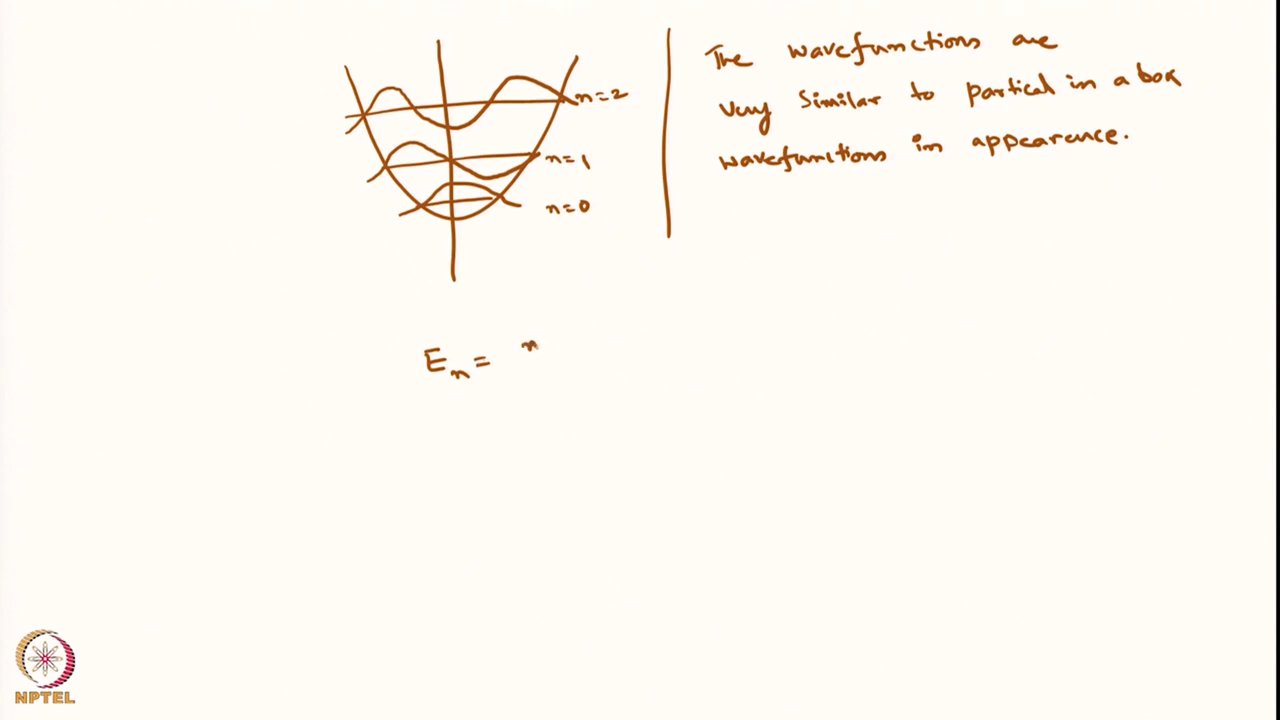 n=2
n=1
n=0
The wavefunctions are
very similar to partical in a box
wavefunctions in appearence.
E_n = n
NPTEL